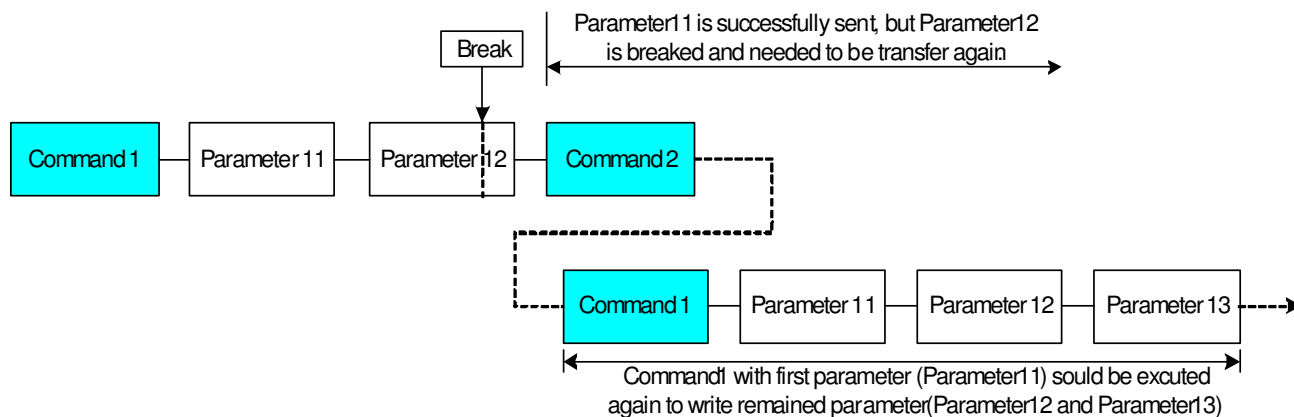 Parameter11 is successfully sent, but Parameter12
is breaked and needed to be transfer again.
Break
Command 1
Parameter 11
Parameter 12
Command 2
Command 1
Parameter 11
Parameter 12
Parameter 13
Command1 with first parameter (Parameter11) sould be excuted
again to write remained parameter(Parameter12 and Parameter13)